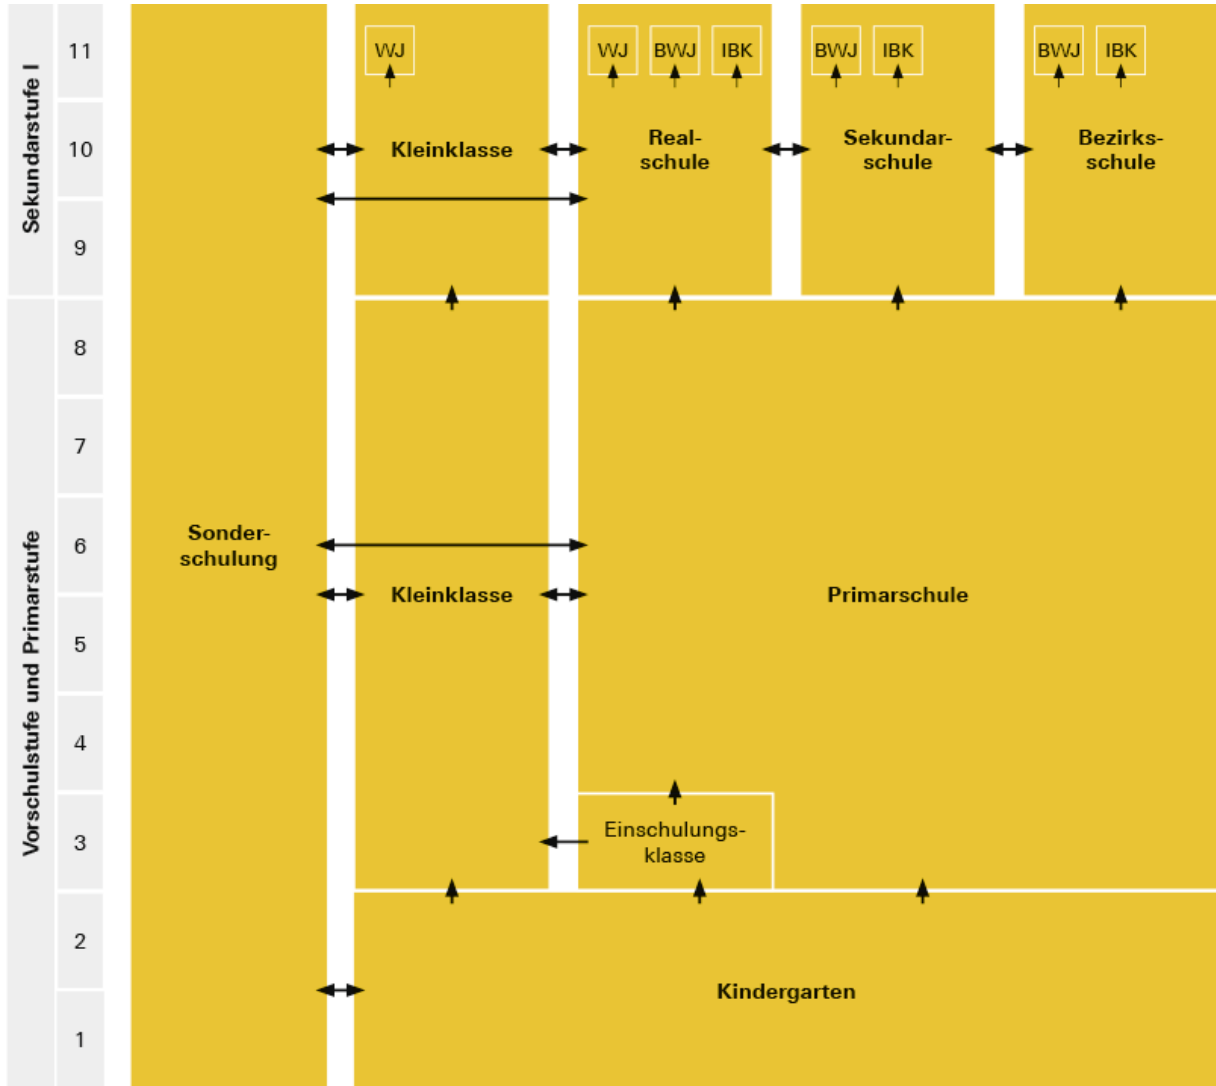 Sekundarstufe I
11
WJ
WJ
BWJ
IBK
BWJ
IBK
BWJ
IBK
10
Kleinklasse
Real-
schule
Sekundar-
schule
Bezirks-
schule
9
Vorschulstufe und Primarstufe
8
7
6
Sonder-
schulung
Kleinklasse
Primarschule
5
4
3
Einschulungs-
klasse
2
Kindergarten
1